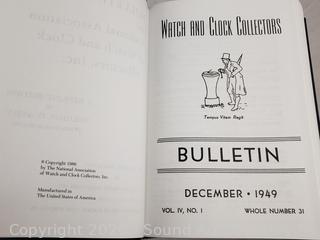 © Copyright 1986
by The National Association
of Watch and Clock Collectors, Inc.
Manufactured in
The United States of America
WATCH AND CLOCK COLLECTORS
Tempus Vitam Regit
BULLETIN
DECEMBER • 1949
VOL. IV, NO. 1 WHOLE NUMBER 31